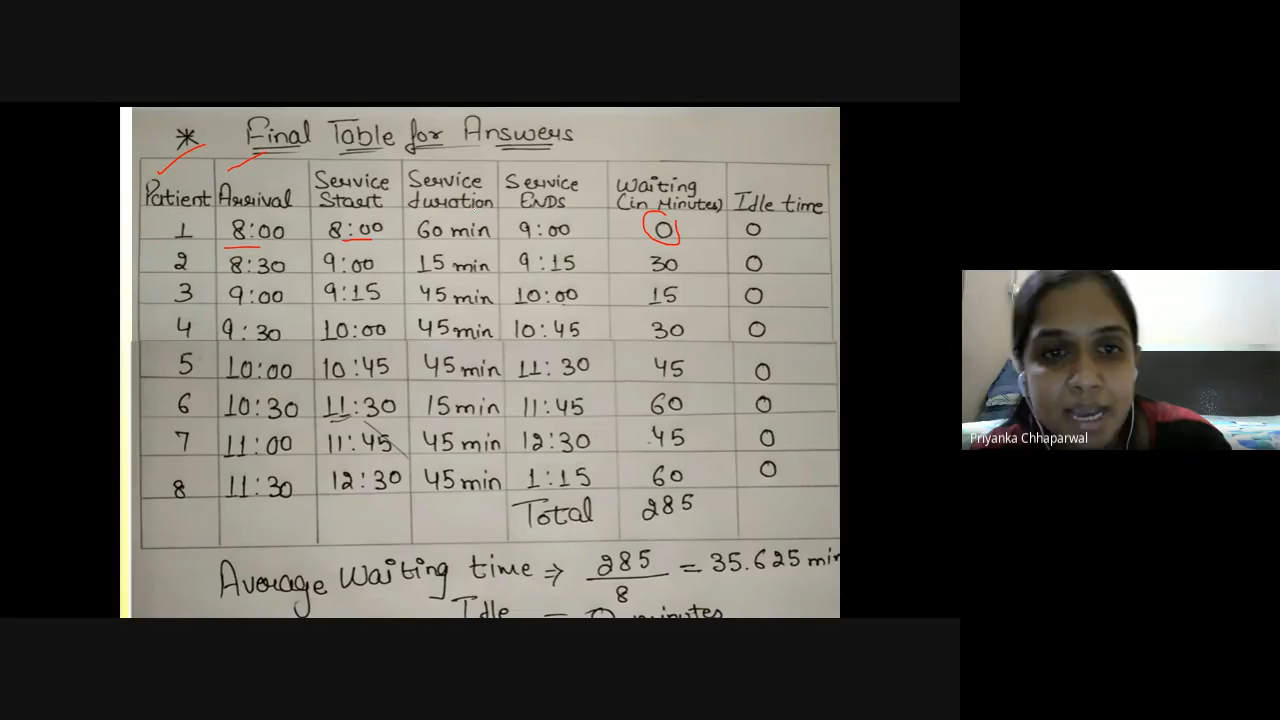 * Final Table for Answers
Patient Arrival Service Start Service duration Service ENDS Waiting (in Minutes) Idle time
1 8:00 8:00 60 min 9:00 0 0
2 8:30 9:00 15 min 9:15 30 0
3 9:00 9:15 45 min 10:00 15 0
4 9:30 10:00 45 min 10:45 30 0
5 10:00 10:45 45 min 11:30 45 0
6 10:30 11:30 15 min 11:45 60 0
7 11:00 11:45 45 min 12:30 45 0
8 11:30 12:30 45 min 1:15 60 0
Total 285
Average Waiting time ⇒ 285/8 = 35.625 min
Idle = 0 minutes
Priyanka Chhaparwal